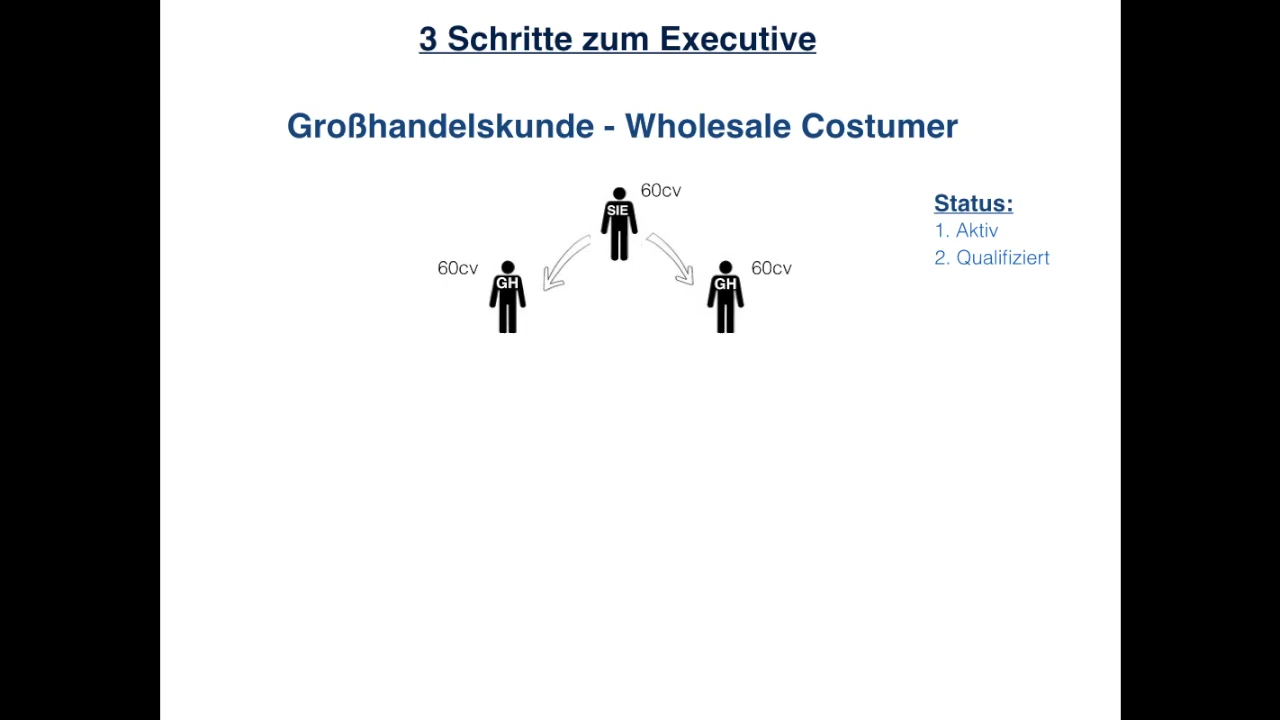 3 Schritte zum Executive
Großhandelskunde - Wholesale Costumer
60cv
SIE
Status:
1. Aktiv
2. Qualifiziert
60cv
GH
60cv
GH